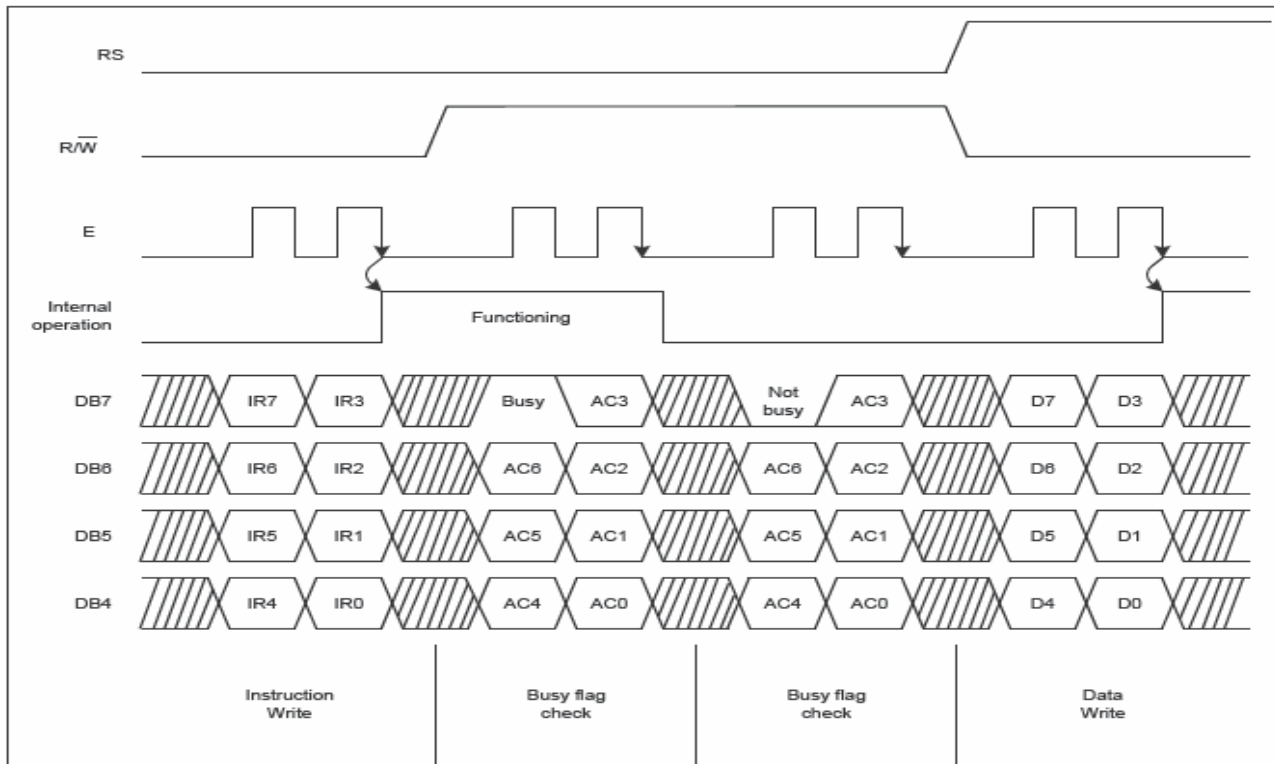 RS
R/W̅
E
Internal
operation
Functioning
DB7 IR7 IR3 Busy AC3 Not busy AC3 D7 D3
DB6 IR6 IR2 AC6 AC2 AC6 AC2 D6 D2
DB5 IR5 IR1 AC5 AC1 AC5 AC1 D5 D1
DB4 IR4 IR0 AC4 AC0 AC4 AC0 D4 D0
Instruction
Write
Busy flag
check
Busy flag
check
Data
Write